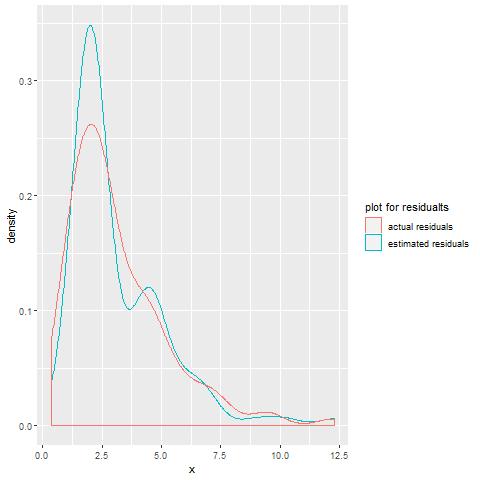 0.3
0.2
0.1
0.0
density
0.0 2.5 5.0 7.5 10.0 12.5
x
plot for residualts
actual residuals
estimated residuals